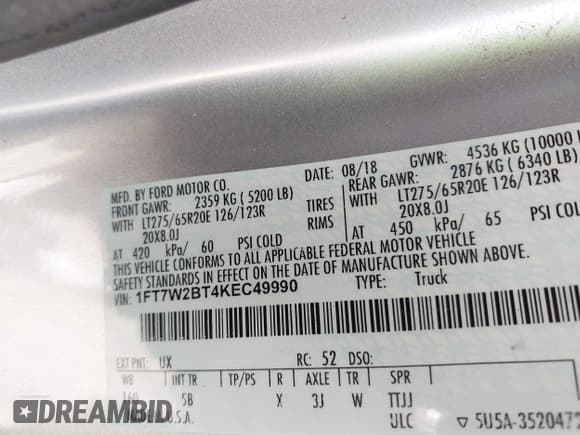 MFD. BY FORD MOTOR CO.
DATE: 08/18
GVWR: 4536 KG (10000
FRONT GAWR: 2359 KG ( 5200 LB)
REAR GAWR: 2876 KG ( 6340 LB)
WITH LT275/65R20E 126/123R TIRES
WITH LT275/65R20E 126/123R
20X8.0J RIMS
20X8.0J
AT 420 kPa/ 60 PSI COLD
AT 450 kPa/ 65 PSI COL
THIS VEHICLE CONFORMS TO ALL APPLICABLE FEDERAL MOTOR VEHICLE
SAFETY STANDARDS IN EFFECT ON THE DATE OF MANUFACTURE SHOWN ABOVE.
VIN: 1FT7W2BT4KEC49990
TYPE: Truck
EXT PNT: UX RC: 52 DSO:
WB INT TR TP/PS R AXLE TR SPR
160 5B X 3J W TTJJ
U.S.A. ULC ▽ 5U5A-3520472
DREAMBID